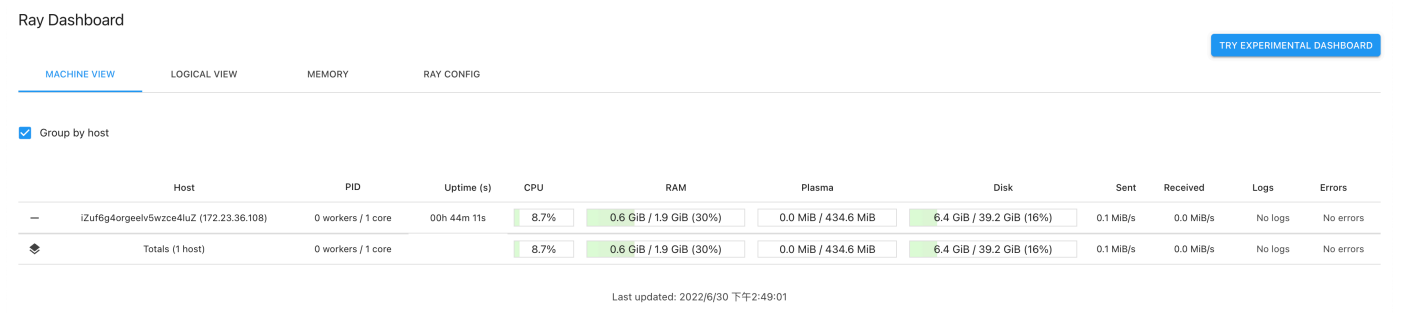 Ray Dashboard
TRY EXPERIMENTAL DASHBOARD
MACHINE VIEW LOGICAL VIEW MEMORY RAY CONFIG
Group by host
Host PID Uptime (s) CPU RAM Plasma Disk Sent Received Logs Errors
iZuf6g4orgeelv5wzce4luZ (172.23.36.108) 0 workers / 1 core 00h 44m 11s 8.7% 0.6 GiB / 1.9 GiB (30%) 0.0 MiB / 434.6 MiB 6.4 GiB / 39.2 GiB (16%) 0.1 MiB/s 0.0 MiB/s No logs No errors
Totals (1 host) 0 workers / 1 core 8.7% 0.6 GiB / 1.9 GiB (30%) 0.0 MiB / 434.6 MiB 6.4 GiB / 39.2 GiB (16%) 0.1 MiB/s 0.0 MiB/s No logs No errors
Last updated: 2022/6/30 下午2:49:01